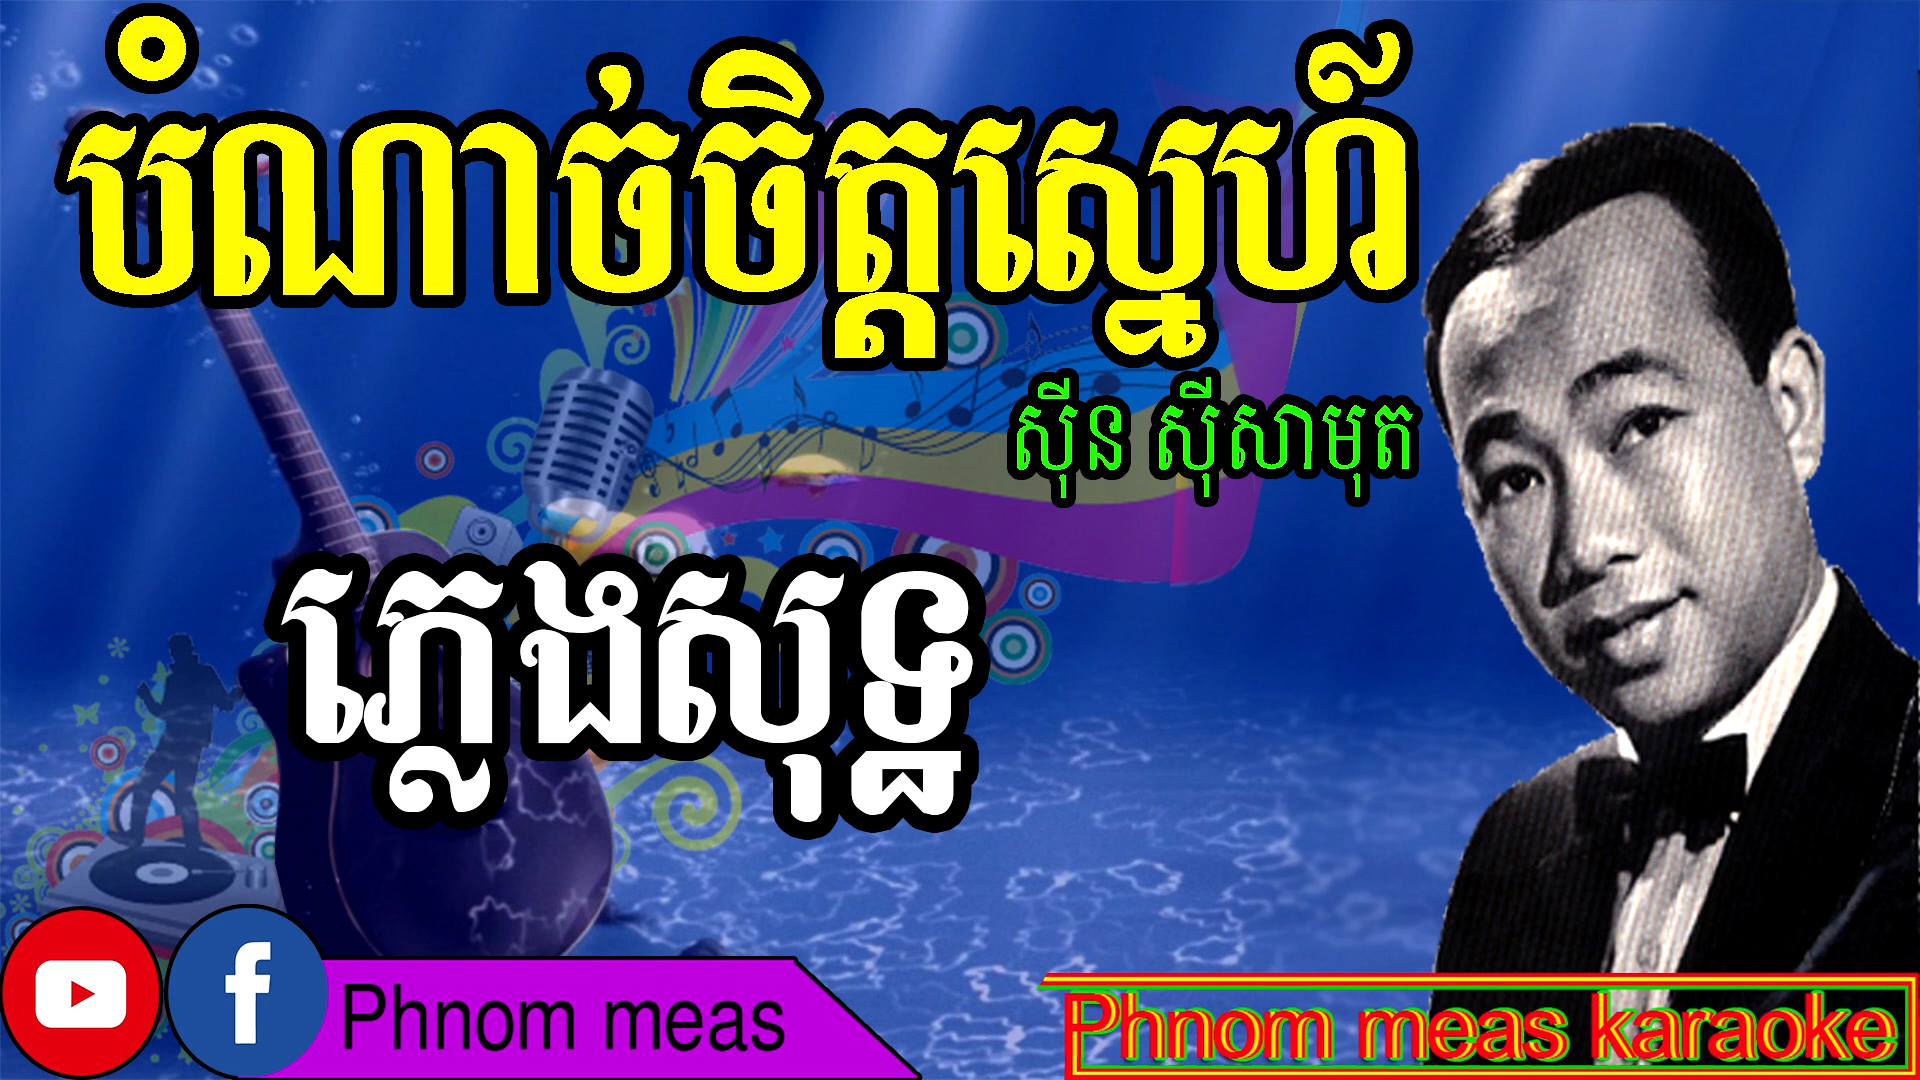 បំណាច់ចិត្តស្នេហ៍
ស៊ីន ស៊ីសាមុត
ភ្លេងសុទ្ធ
Phnom meas
Phnom meas karaoke